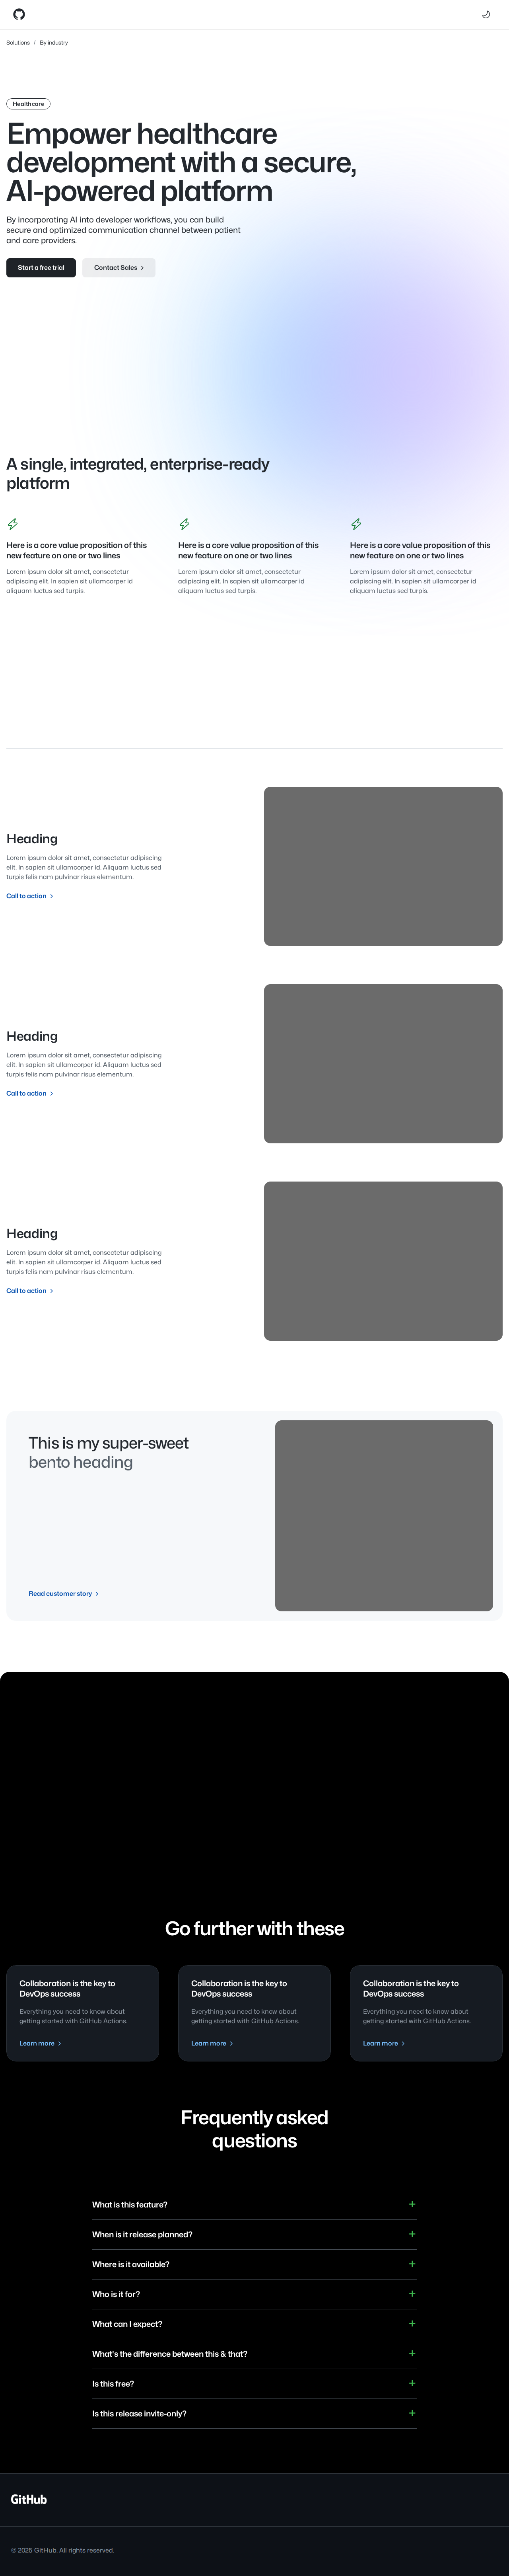 Solutions / By industry
Healthcare
Empower healthcare
development with a secure,
AI-powered platform
By incorporating AI into developer workflows, you can build
secure and optimized communication channel between patient
and care providers.
Start a free trial
Contact Sales
A single, integrated, enterprise-ready
platform
Here is a core value proposition of this
new feature on one or two lines
Lorem ipsum dolor sit amet, consectetur
adipiscing elit. In sapien sit ullamcorper id
aliquam luctus sed turpis.
Here is a core value proposition of this
new feature on one or two lines
Lorem ipsum dolor sit amet, consectetur
adipiscing elit. In sapien sit ullamcorper id
aliquam luctus sed turpis.
Here is a core value proposition of this
new feature on one or two lines
Lorem ipsum dolor sit amet, consectetur
adipiscing elit. In sapien sit ullamcorper id
aliquam luctus sed turpis.
Heading
Lorem ipsum dolor sit amet, consectetur adipiscing
elit. In sapien sit ullamcorper id. Aliquam luctus sed
turpis felis nam pulvinar risus elementum.
Call to action
Heading
Lorem ipsum dolor sit amet, consectetur adipiscing
elit. In sapien sit ullamcorper id. Aliquam luctus sed
turpis felis nam pulvinar risus elementum.
Call to action
Heading
Lorem ipsum dolor sit amet, consectetur adipiscing
elit. In sapien sit ullamcorper id. Aliquam luctus sed
turpis felis nam pulvinar risus elementum.
Call to action
This is my super-sweet
bento heading
Read customer story
Go further with these
Collaboration is the key to
DevOps success
Everything you need to know about
getting started with GitHub Actions.
Learn more
Collaboration is the key to
DevOps success
Everything you need to know about
getting started with GitHub Actions.
Learn more
Collaboration is the key to
DevOps success
Everything you need to know about
getting started with GitHub Actions.
Learn more
Frequently asked
questions
What is this feature?
When is it release planned?
Where is it available?
Who is it for?
What can I expect?
What's the difference between this & that?
Is this free?
Is this release invite-only?
GitHub
© 2025 GitHub. All rights reserved.